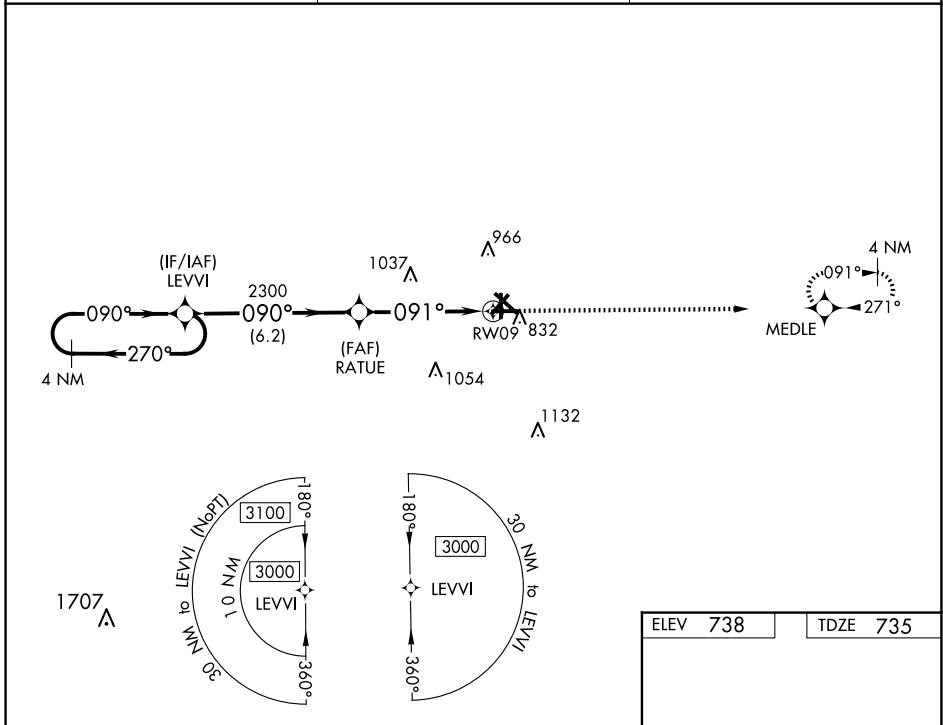 966
4 NM
(IF/IAF)
LEVVI
1037
091°
2300
090°
090°
091°
271°
(6.2)
RW09
832
MEDLE
270°
(FAF)
RATUE
4 NM
1054
1132
30 NM to LEVVI (NoPT)
180°
3100
10 NM
3000
LEVVI
360°
180°
3000
LEVVI
30 NM to LEVVI
360°
1707
ELEV 738
TDZE 735